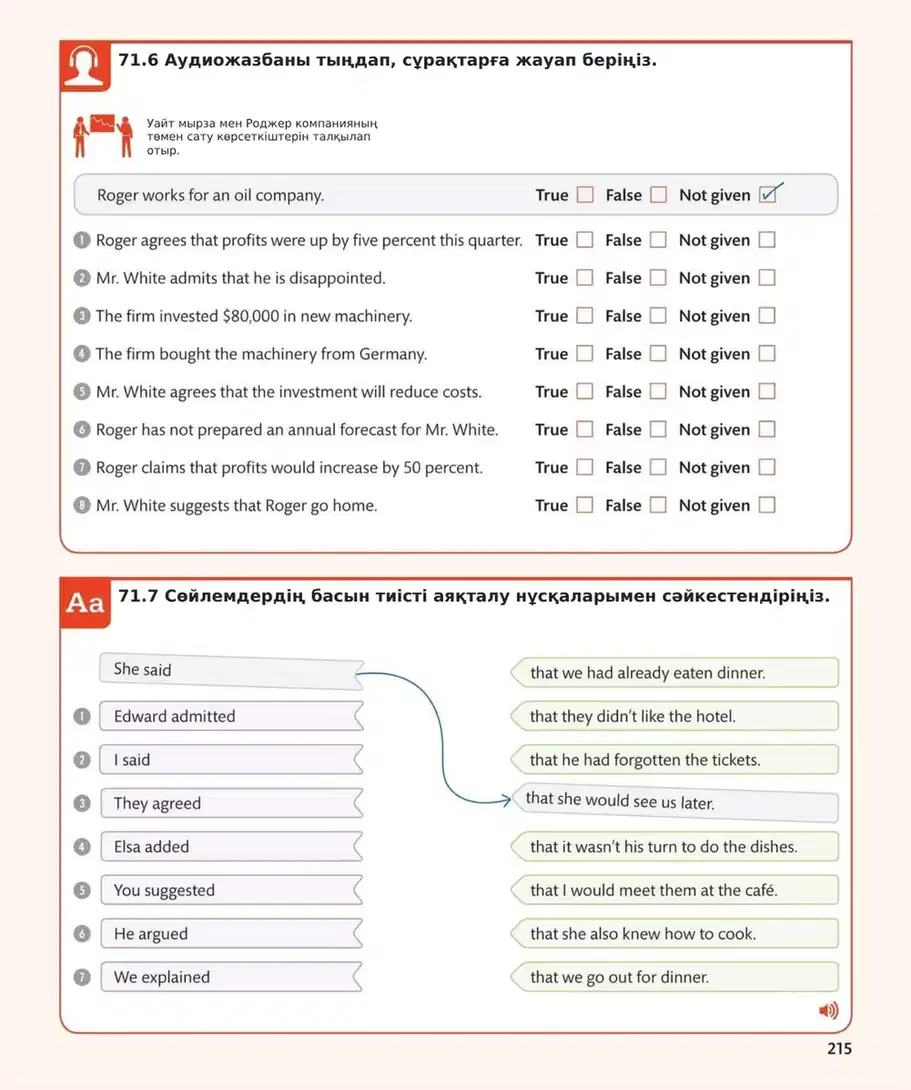 71.6 Аудиожазбаны тыңдап, сұрақтарға жауап беріңіз.
Уайт мырза мен Роджер компанияның
төмен сату көрсеткіштерін талқылап
отыр.
Roger works for an oil company. True False Not given
1 Roger agrees that profits were up by five percent this quarter. True False Not given
2 Mr. White admits that he is disappointed. True False Not given
3 The firm invested $80,000 in new machinery. True False Not given
4 The firm bought the machinery from Germany. True False Not given
5 Mr. White agrees that the investment will reduce costs. True False Not given
6 Roger has not prepared an annual forecast for Mr. White. True False Not given
7 Roger claims that profits would increase by 50 percent. True False Not given
8 Mr. White suggests that Roger go home. True False Not given
Aa 71.7 Сөйлемдердің басын тиісті аяқталу нұсқаларымен сәйкестендіріңіз.
She said that we had already eaten dinner.
1 Edward admitted that they didn't like the hotel.
2 I said that he had forgotten the tickets.
3 They agreed that she would see us later.
4 Elsa added that it wasn't his turn to do the dishes.
5 You suggested that I would meet them at the café.
6 He argued that she also knew how to cook.
7 We explained that we go out for dinner.
215